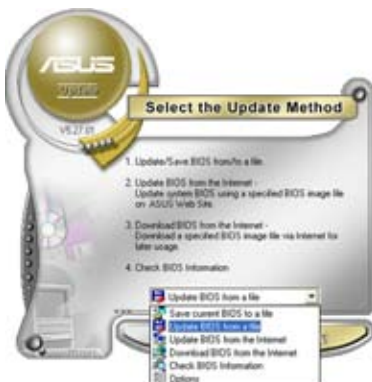 ASUS
Update
V6.27.01
Select the Update Method
1. Update/Save BIOS from/to a file
2. Update BIOS from the Internet -
Update system BIOS using a specified BIOS image file
on ASUS Web Site.
3. Download BIOS from the Internet -
Download a specified BIOS image file via Internet for
later usage.
4. Check BIOS Information
Update BIOS from a file
Save current BIOS to a file
Update BIOS from a file
Update BIOS from the Internet
Download BIOS from the Internet
Check BIOS Information
Options